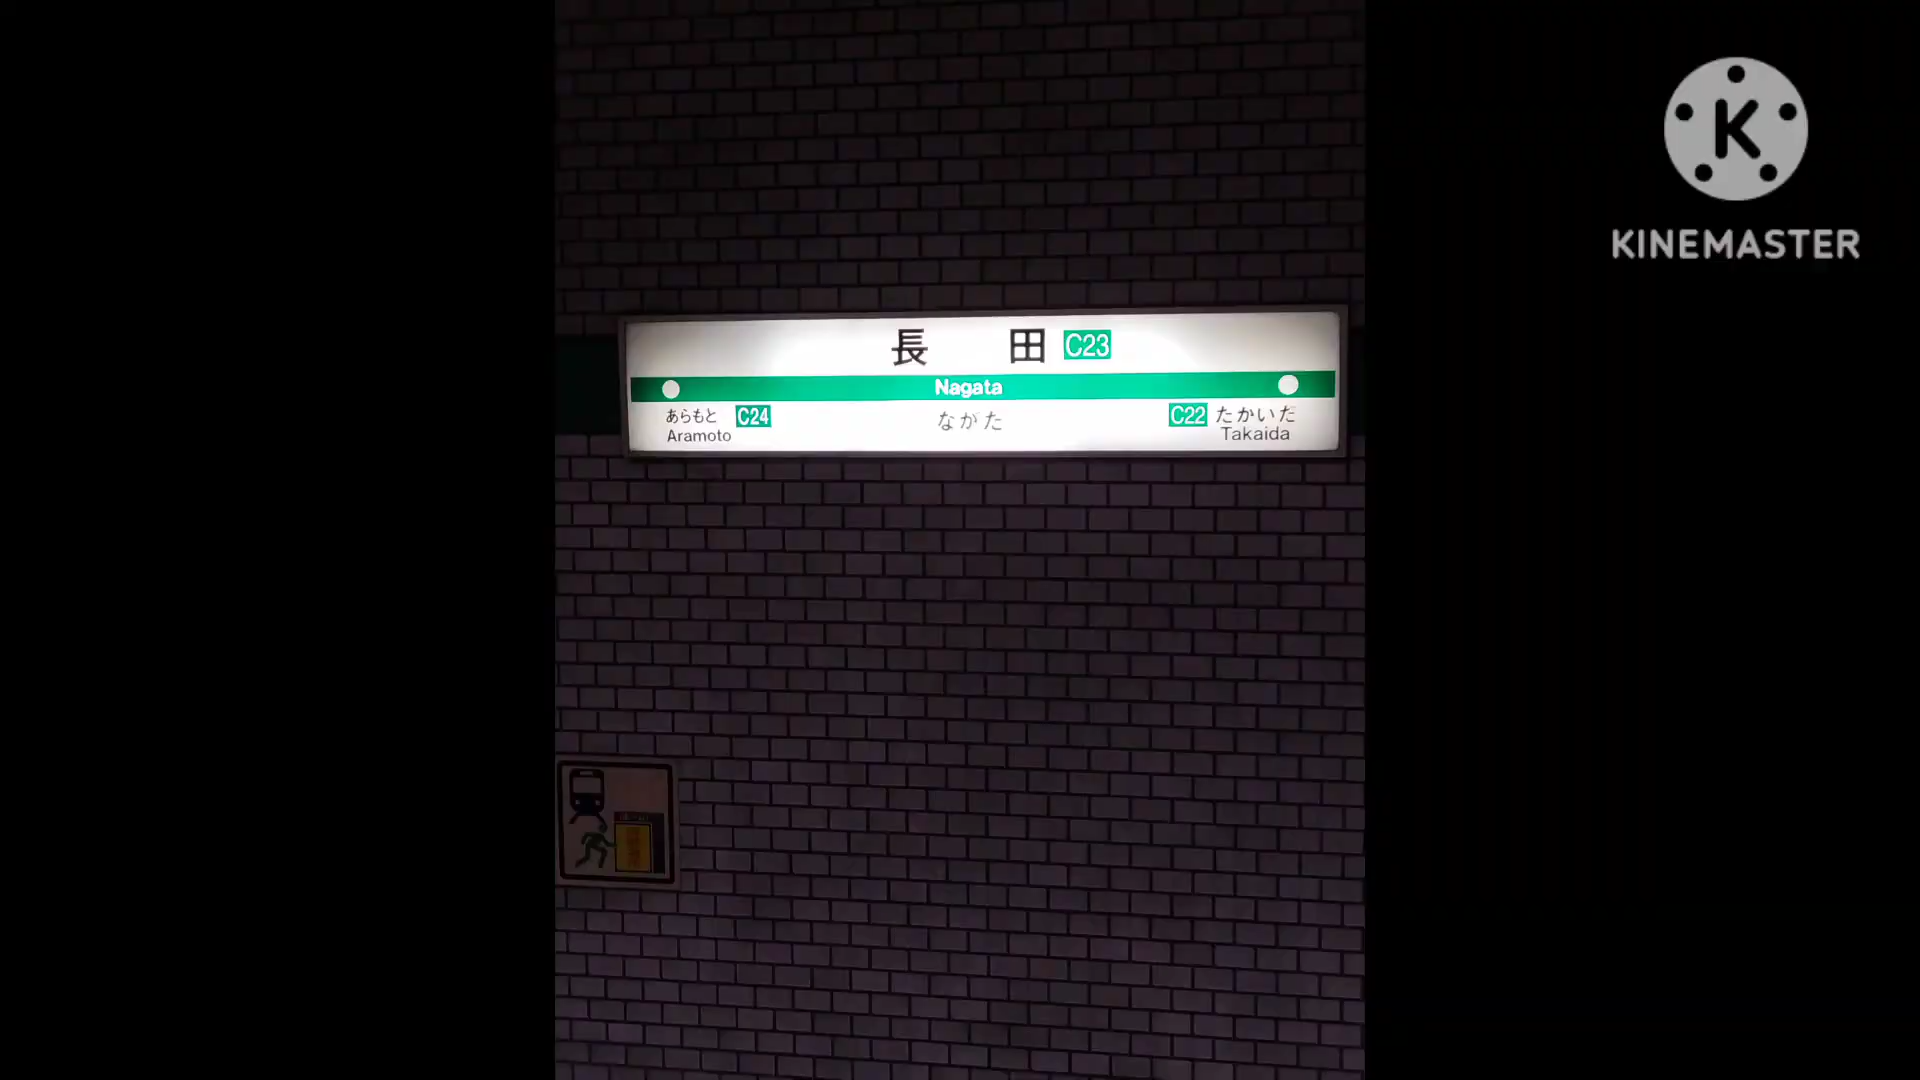 長 田 C23
Nagata
あらもと C24
Aramoto
ながた
C22 たかいだ
Takaida
K
KINEMASTER